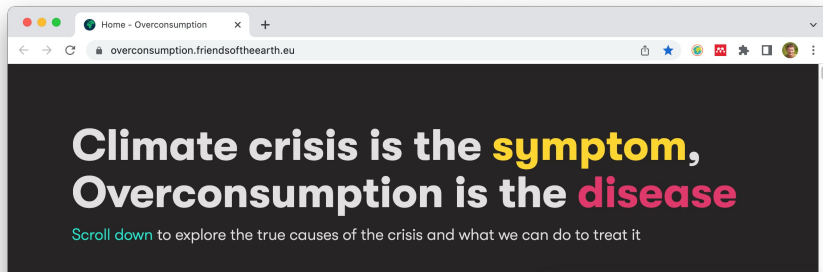 Home - Overconsumption
overconsumption.friendsoftheearth.eu
Climate crisis is the symptom,
Overconsumption is the disease
Scroll down to explore the true causes of the crisis and what we can do to treat it